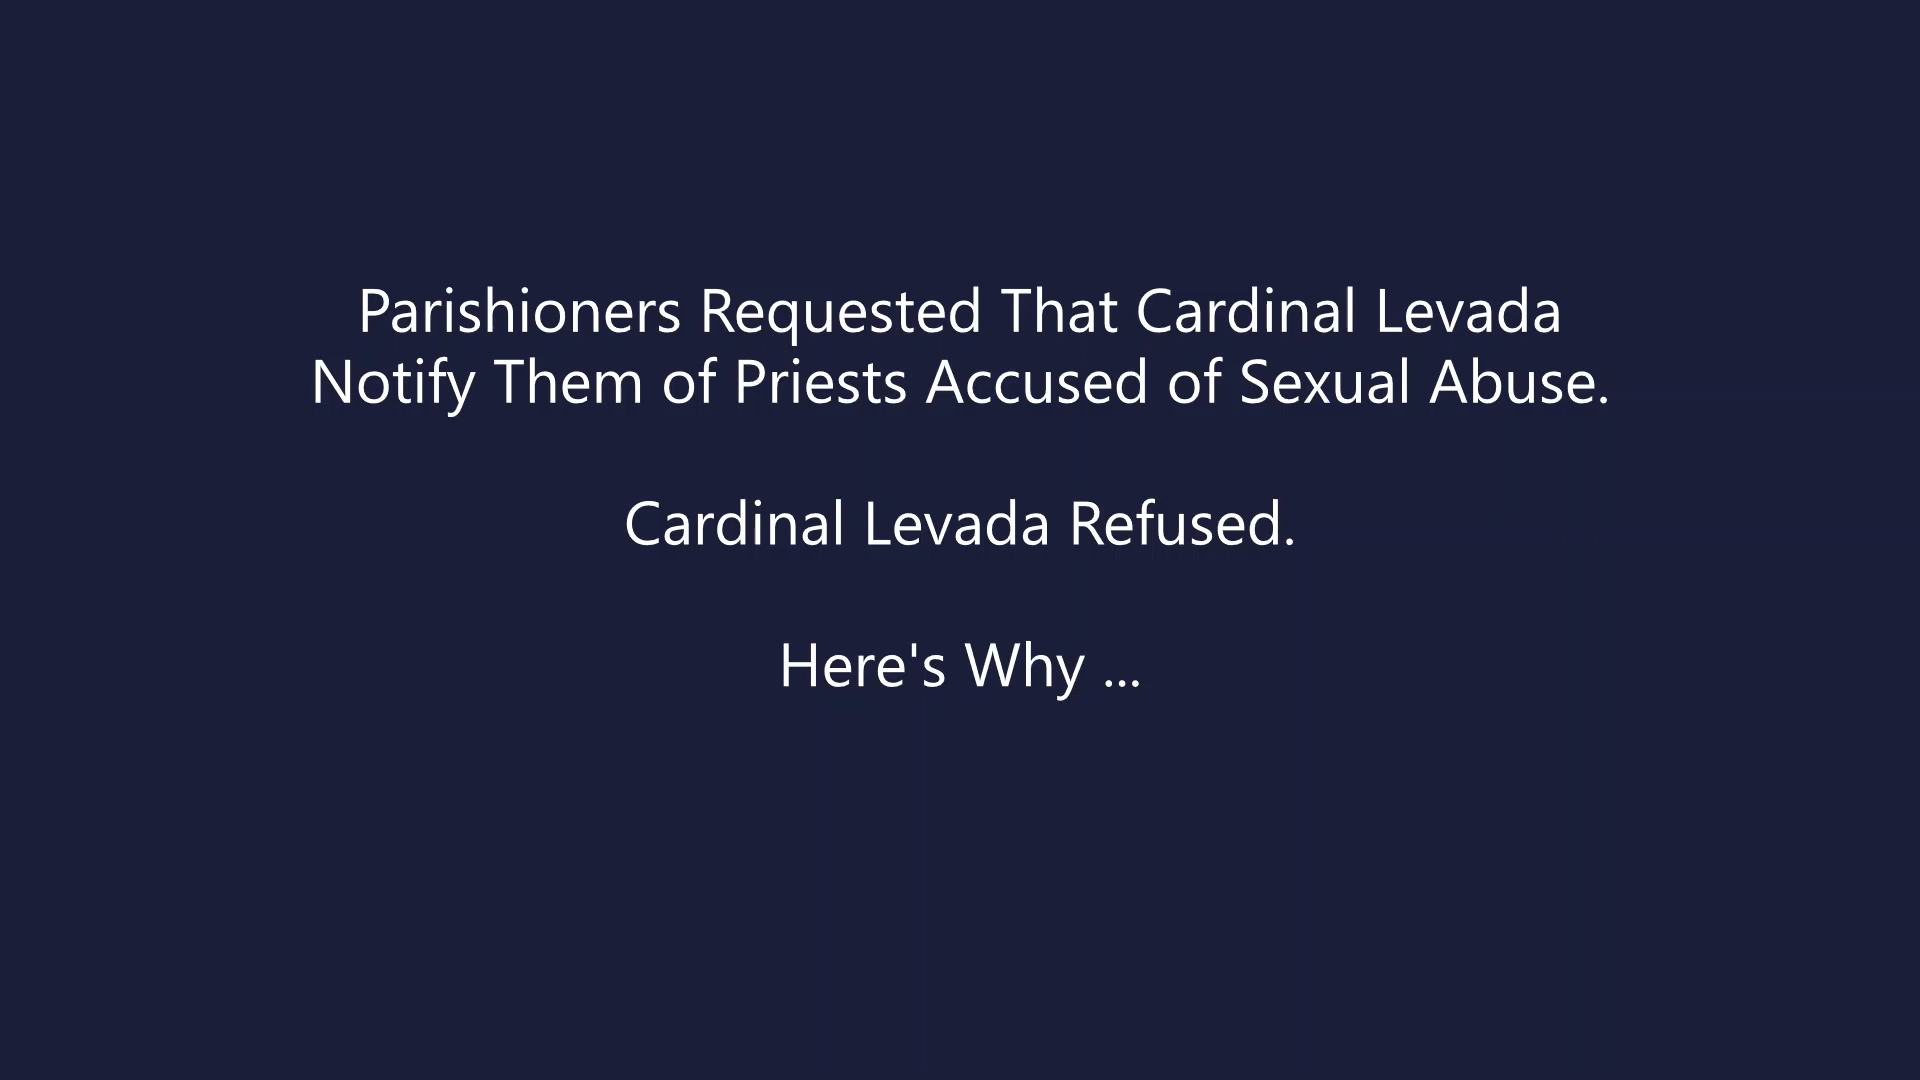 Parishioners Requested That Cardinal Levada
Notify Them of Priests Accused of Sexual Abuse.
Cardinal Levada Refused.
Here's Why ...